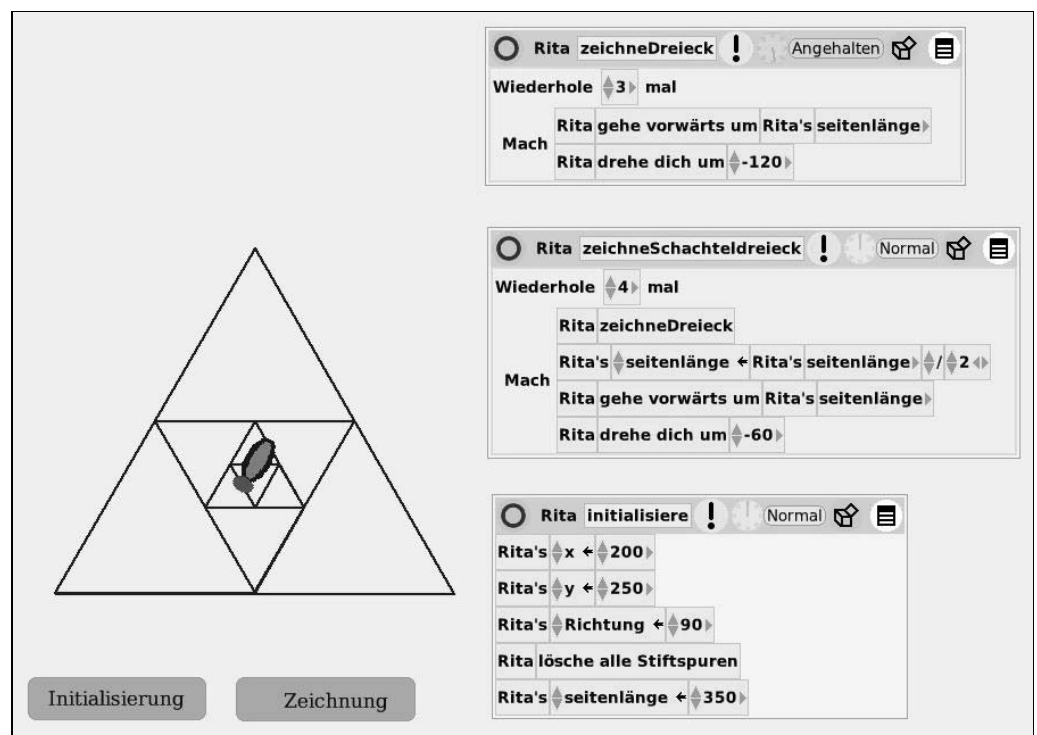 Rita zeichneDreieck ! Angehalten
Wiederhole 3 mal
Mach
Rita gehe vorwärts um Rita's seitenlänge
Rita drehe dich um -120
Rita zeichneSchachteldreieck ! Normal
Wiederhole 4 mal
Mach
Rita zeichneDreieck
Rita's seitenlänge ← Rita's seitenlänge / 2
Rita gehe vorwärts um Rita's seitenlänge
Rita drehe dich um -60
Rita initialisiere ! Normal
Rita's x ← 200
Rita's y ← 250
Rita's Richtung ← 90
Rita lösche alle Stiftspuren
Rita's seitenlänge ← 350
Initialisierung
Zeichnung